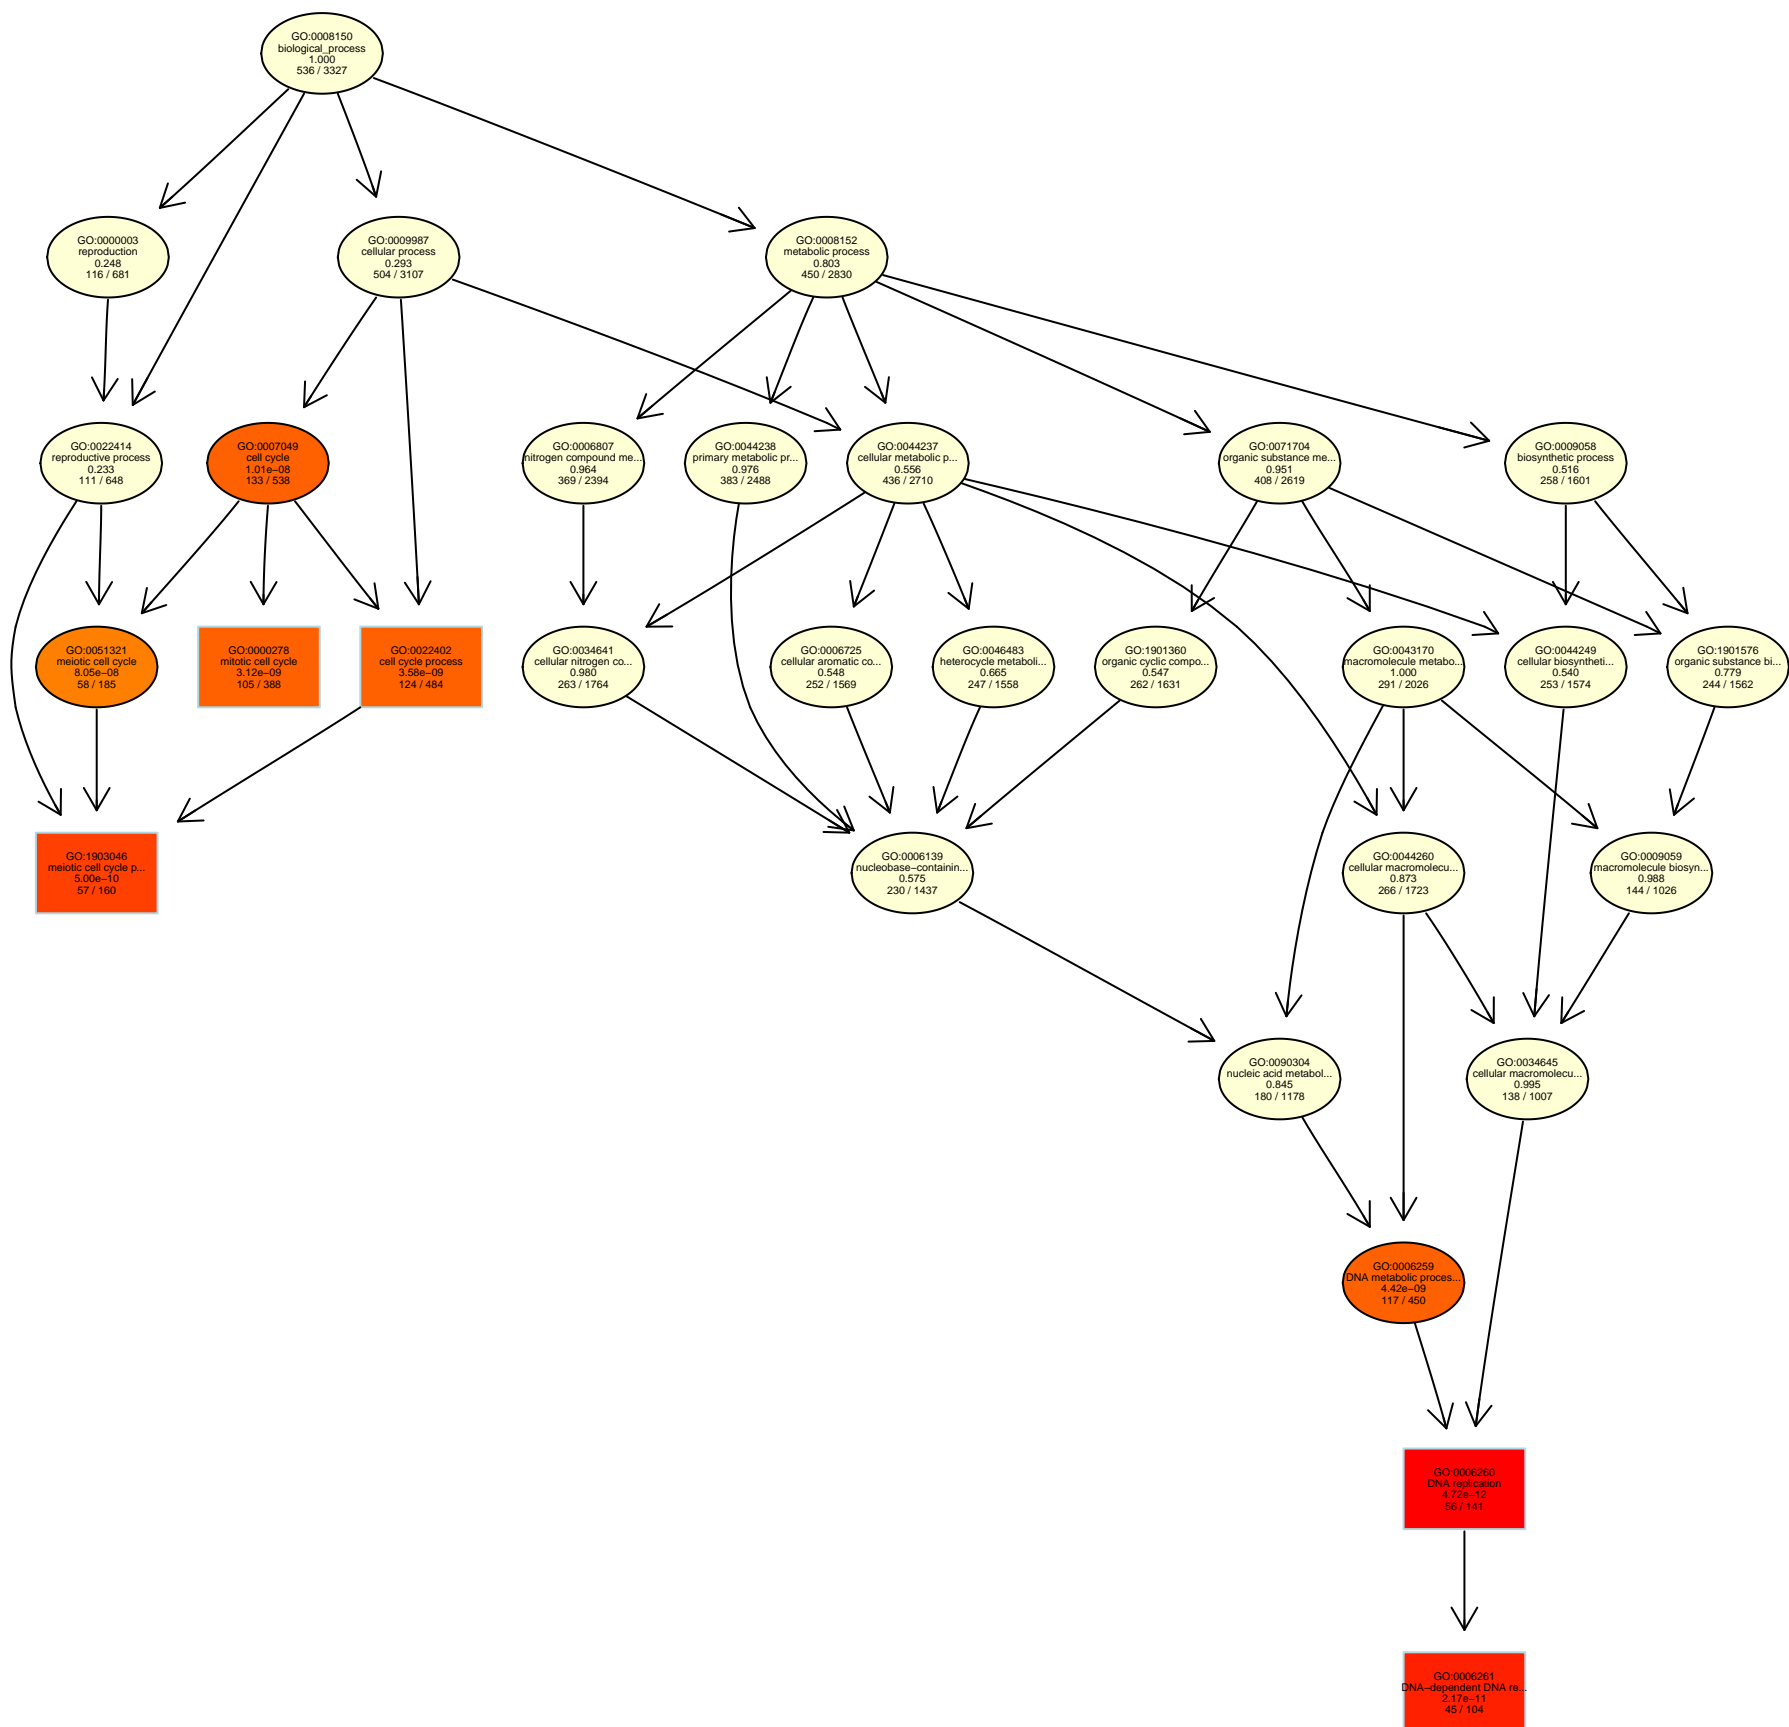 GO:0008150
biological_process
1.000
536 / 3327
GO:0000003
reproduction
0.248
116 / 681
GO:0009987
cellular process
0.293
504 / 3107
GO:0008152
metabolic process
0.803
450 / 2830
GO:0022414
reproductive process
0.233
111 / 648
GO:0007049
cell cycle
1.01e−08
133 / 538
GO:0006807
nitrogen compound me...
0.964
369 / 2394
GO:0044238
primary metabolic pr...
0.976
383 / 2488
GO:0044237
cellular metabolic p...
0.556
436 / 2710
GO:0071704
organic substance me...
0.951
408 / 2619
GO:0009058
biosynthetic process
0.516
258 / 1601
GO:0051321
meiotic cell cycle
8.05e−08
58 / 185
GO:0000278
mitotic cell cycle
3.12e−09
105 / 388
GO:0022402
cell cycle process
3.58e−09
124 / 484
GO:0034641
cellular nitrogen co...
0.980
263 / 1764
GO:0006725
cellular aromatic co...
0.548
252 / 1569
GO:0046483
heterocycle metaboli...
0.665
247 / 1558
GO:1901360
organic cyclic compo...
0.547
262 / 1631
GO:0043170
macromolecule metabo...
1.000
291 / 2026
GO:0044249
cellular biosyntheti...
0.540
253 / 1574
GO:1901576
organic substance bi...
0.779
244 / 1562
GO:1903046
meiotic cell cycle p...
5.00e−10
57 / 160
GO:0006139
nucleobase−containin...
0.575
230 / 1437
GO:0044260
cellular macromolecu...
0.873
266 / 1723
GO:0009059
macromolecule biosyn...
0.988
144 / 1026
GO:0090304
nucleic acid metabol...
0.845
180 / 1178
GO:0034645
cellular macromolecu...
0.995
138 / 1007
GO:0006259
DNA metabolic proces...
4.42e−09
117 / 450
GO:0006260
DNA replication
4.72e−12
56 / 141
GO:0006261
DNA−dependent DNA re...
2.17e−11
45 / 104